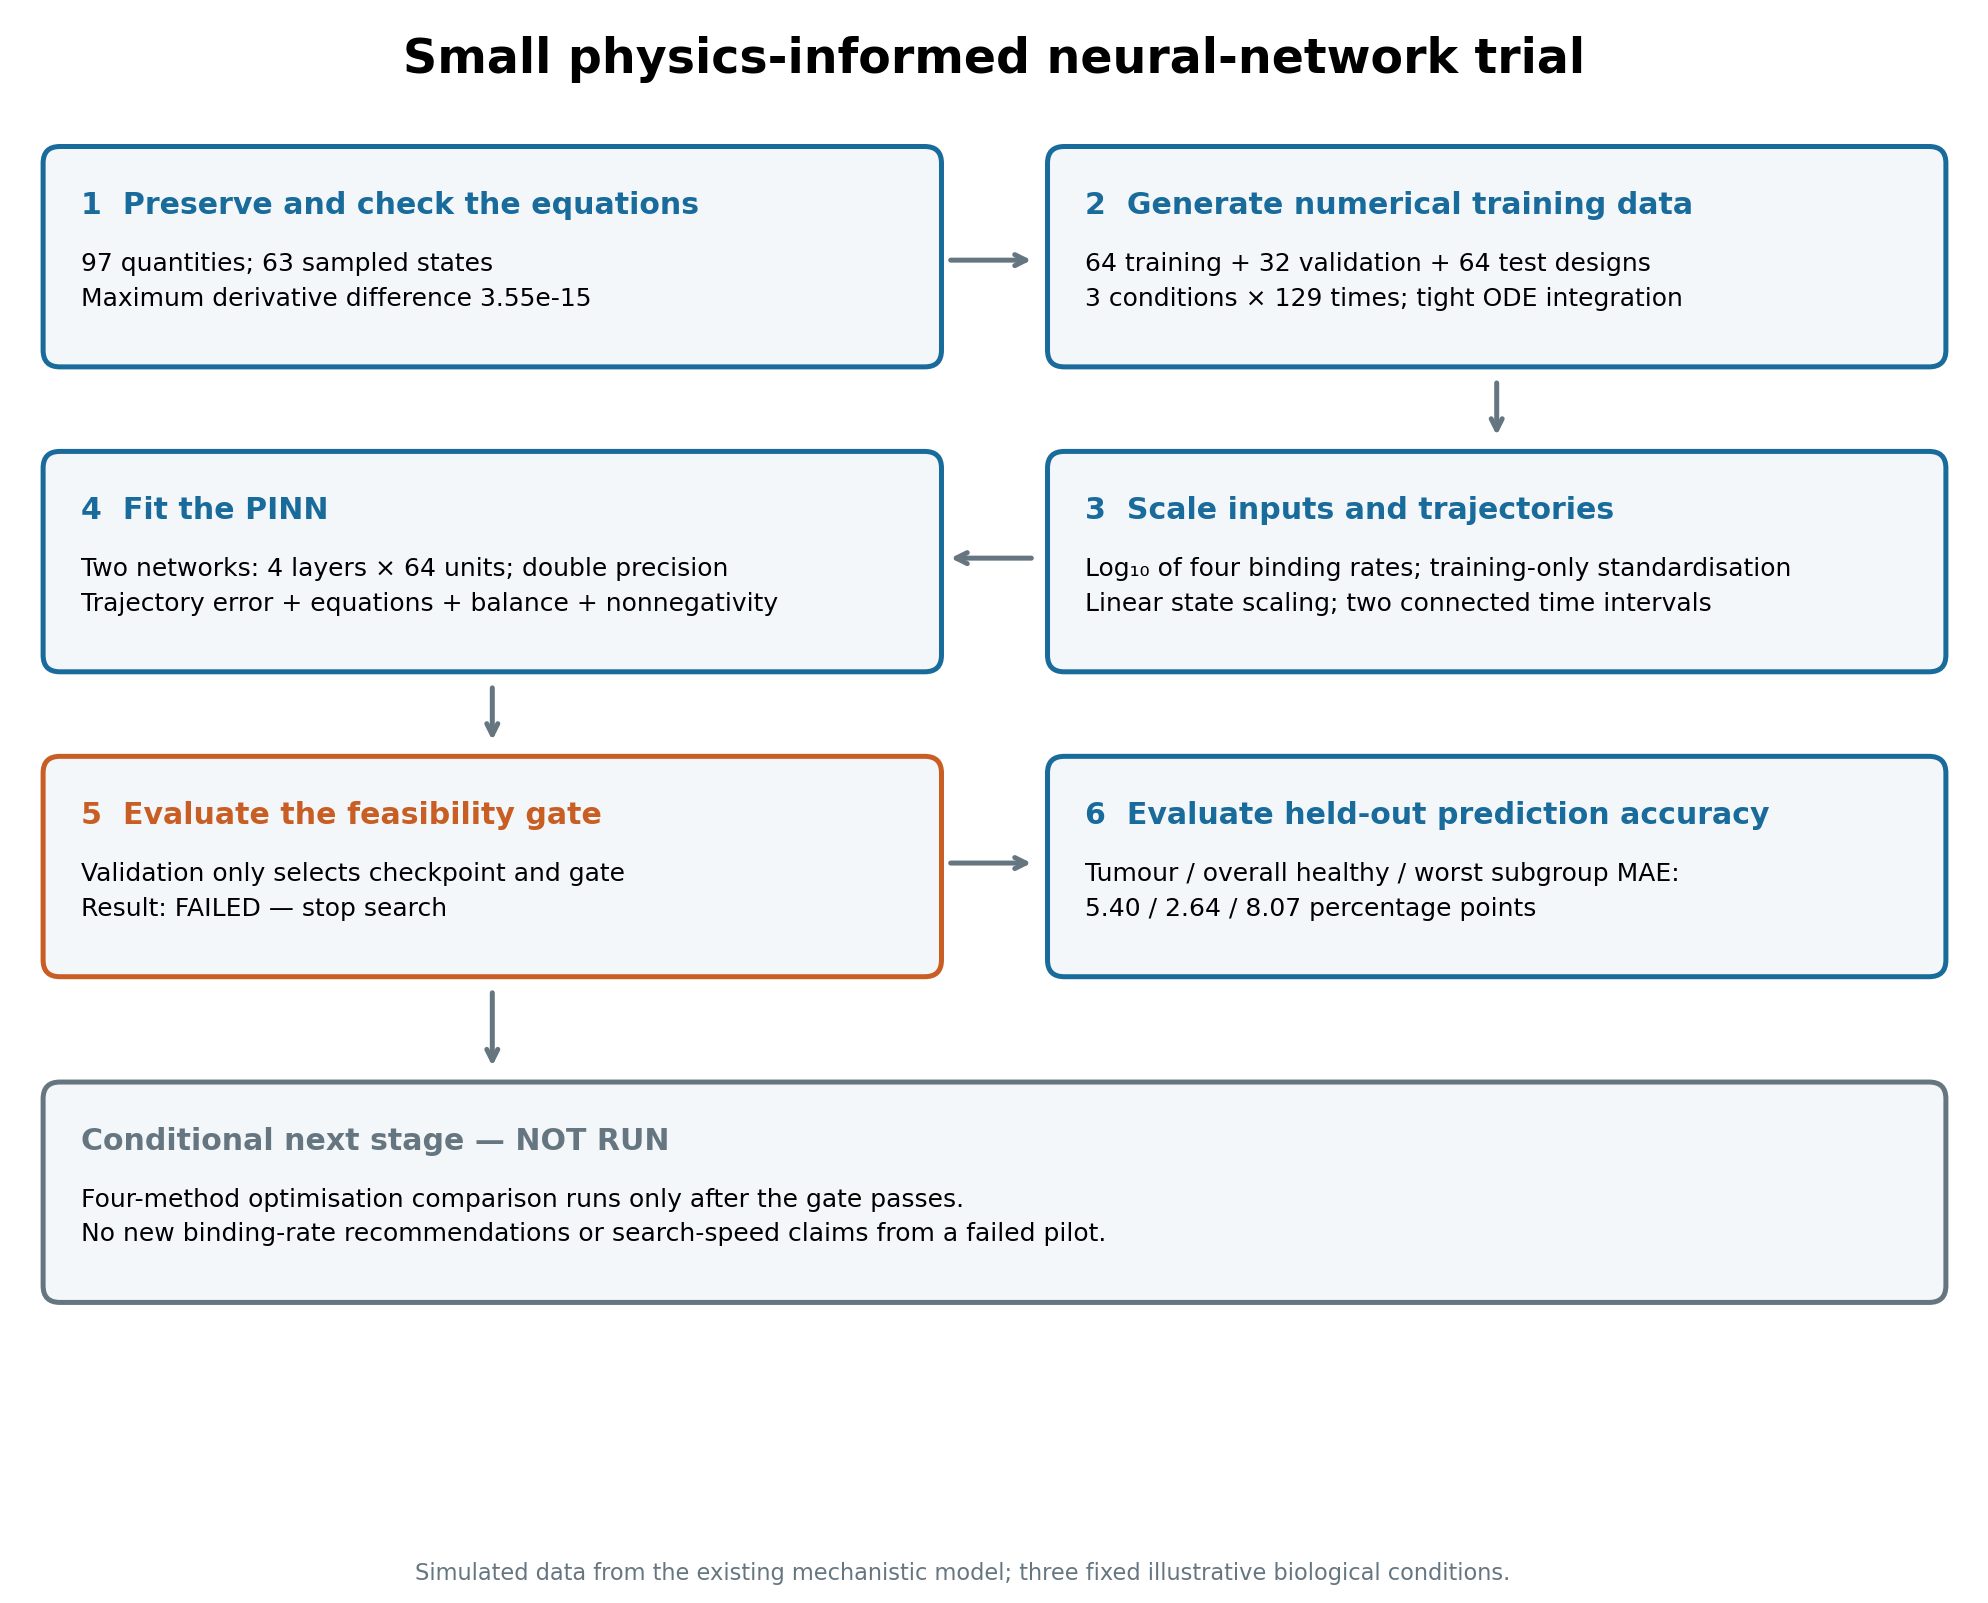 Small physics-informed neural-network trial
1 Preserve and check the equations
97 quantities; 63 sampled states
Maximum derivative difference 3.55e-15
2 Generate numerical training data
64 training + 32 validation + 64 test designs
3 conditions × 129 times; tight ODE integration
3 Scale inputs and trajectories
Log₁₀ of four binding rates; training-only standardisation
Linear state scaling; two connected time intervals
4 Fit the PINN
Two networks: 4 layers × 64 units; double precision
Trajectory error + equations + balance + nonnegativity
5 Evaluate the feasibility gate
Validation only selects checkpoint and gate
Result: FAILED — stop search
6 Evaluate held-out prediction accuracy
Tumour / overall healthy / worst subgroup MAE:
5.40 / 2.64 / 8.07 percentage points
Conditional next stage — NOT RUN
Four-method optimisation comparison runs only after the gate passes.
No new binding-rate recommendations or search-speed claims from a failed pilot.
Simulated data from the existing mechanistic model; three fixed illustrative biological conditions.